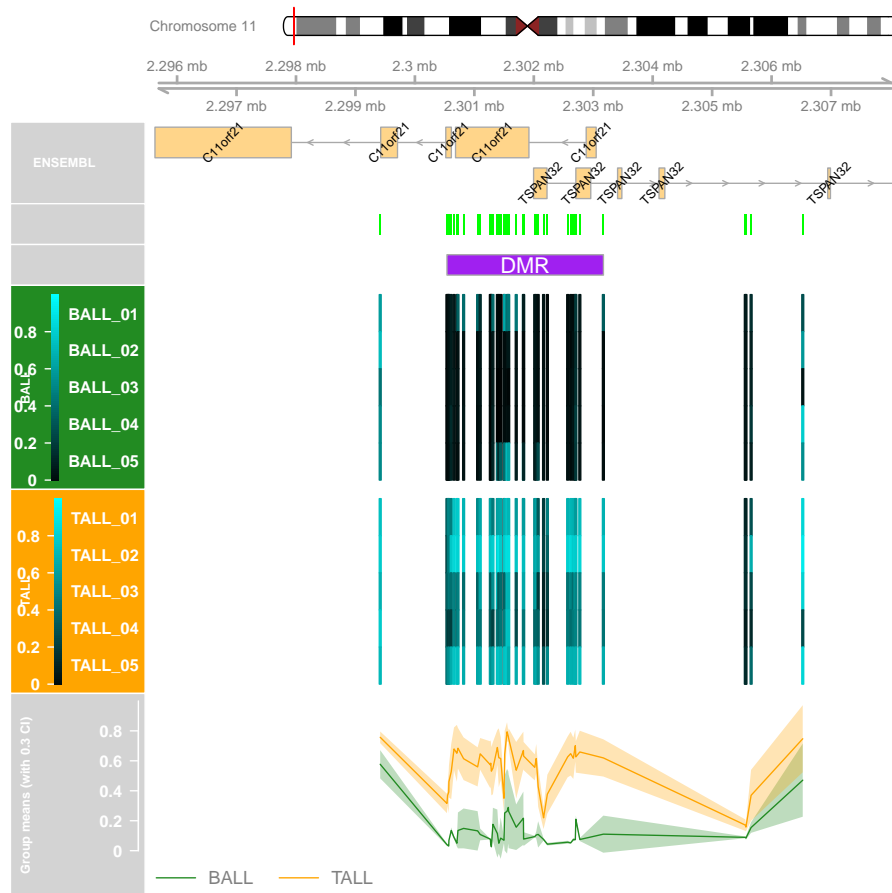 Chromosome 11
2.296 mb 2.298 mb 2.3 mb 2.302 mb 2.304 mb 2.306 mb
2.297 mb 2.299 mb 2.301 mb 2.303 mb 2.305 mb 2.307 mb
ENSEMBL
C11orf21 C11orf21 C11orf21 C11orf21 C11orf21
TSPAN32 TSPAN32 TSPAN32 TSPAN32 TSPAN32
DMR
BALL
0.8
0.6
0.4
0.2
0
BALL_01
BALL_02
BALL_03
BALL_04
BALL_05
TALL
0.8
0.6
0.4
0.2
0
TALL_01
TALL_02
TALL_03
TALL_04
TALL_05
Group means (with 0.3 CI)
0.8
0.6
0.4
0.2
0
BALL TALL